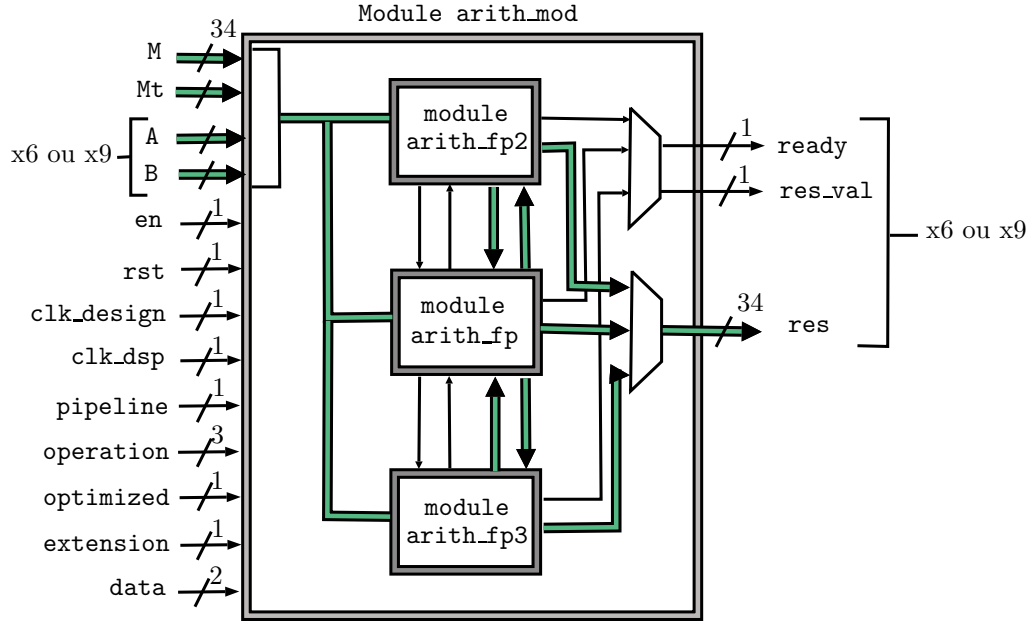 Module arith_mod
34
M
Mt
A
B
x6 ou x9
en
1
rst
1
clk_design
1
clk_dsp
1
pipeline
1
operation
3
optimized
1
extension
1
data
2
module
arith_fp2
module
arith_fp
module
arith_fp3
1
ready
1
res_val
34
res
x6 ou x9